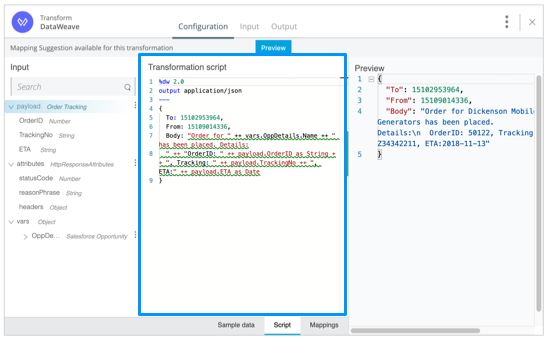 Transform
DataWeave
Configuration Input Output
Mapping Suggestion available for this transformation Preview
Input
Search
payload Order Tracking
OrderID Number
TrackingNo String
ETA String
attributes HttpResponseAttributes
statusCode Number
reasonPhrase String
headers Object
vars Object
OppDe... Salesforce Opportunity
Transformation script
1 %dw 2.0
2 output application/json
3 ---
4 {
5 To: 15102953964,
6 From: 15109014336,
7 Body: "Order for " ++ vars.OppDetails.Name ++ "
has been placed. Details:
8 " ++ "OrderID: " ++ payload.OrderID as String +
+ ", Tracking: " ++ payload.TrackingNo ++ ",
ETA:" ++ payload.ETA as Date
9 }
Preview
1 {
2 "To": 15102953964,
3 "From": 15109014336,
4 "Body": "Order for Dickenson Mobil
Generators has been placed.
Details:\n OrderID: 50122, Tracking
Z34342211, ETA:2018-11-13"
5 }
Sample data Script Mappings